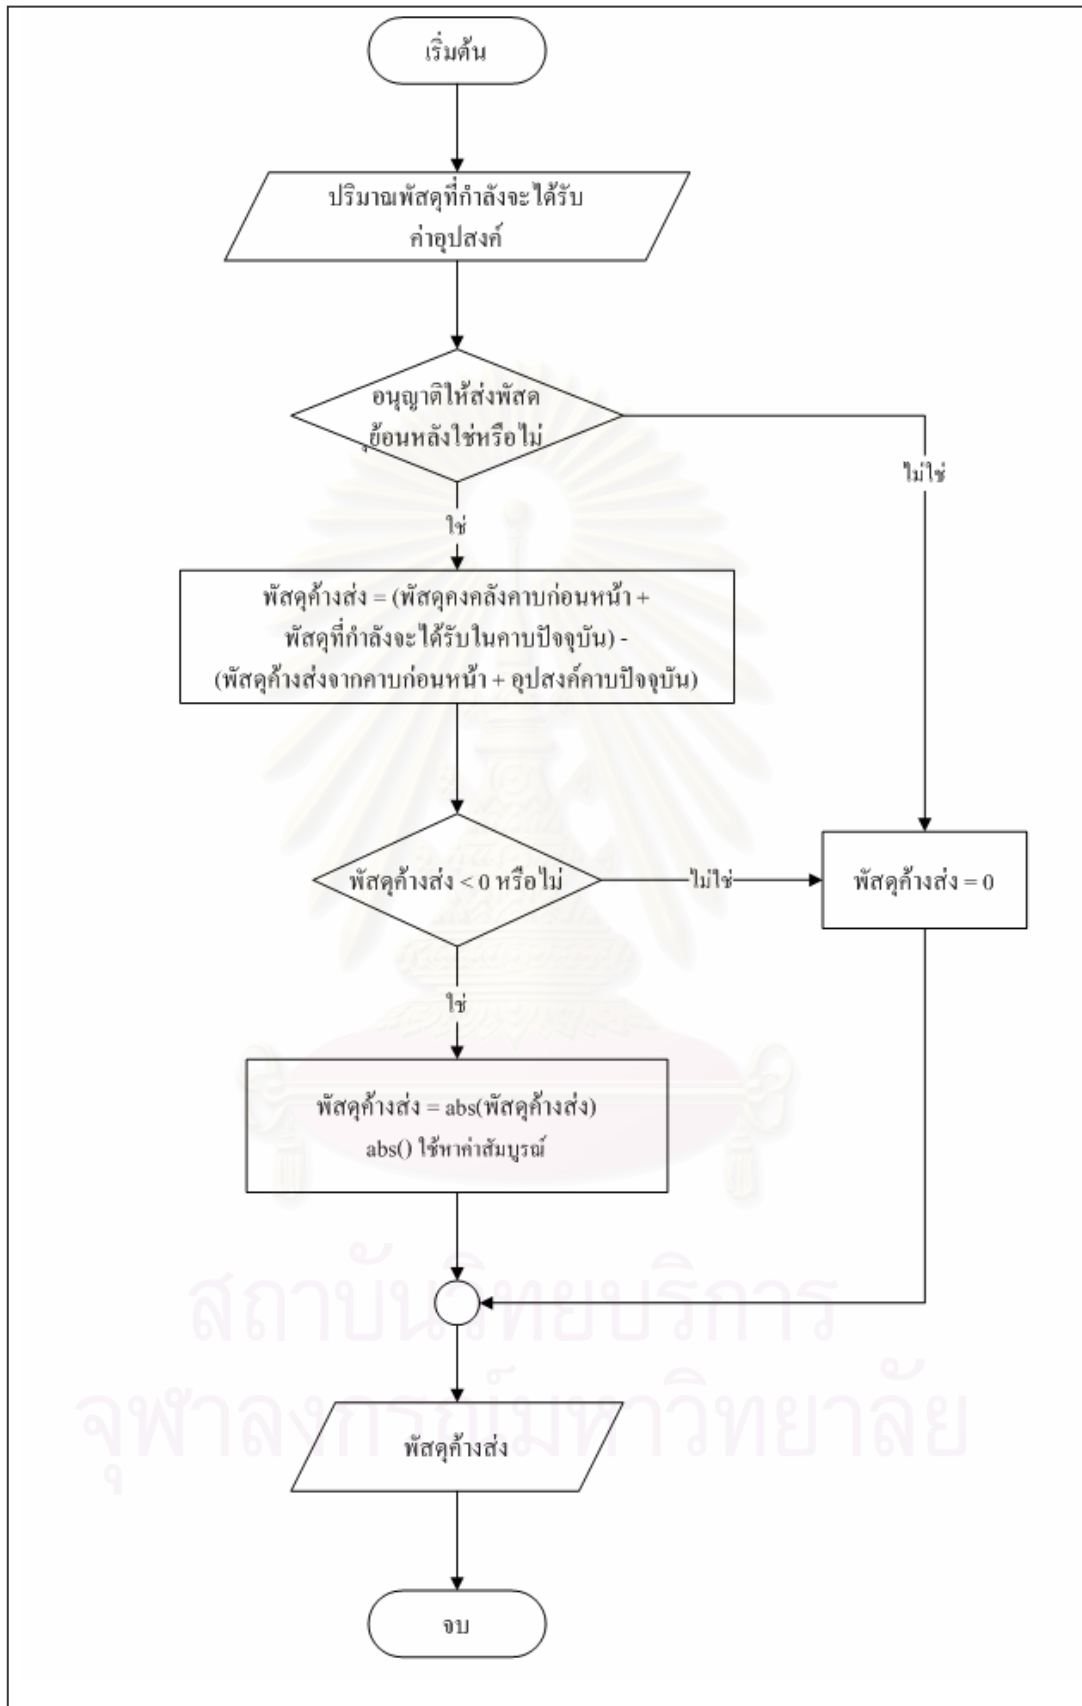 เริ่มต้น
ปริมาณพัสดุที่กำลังจะได้รับ
ค่าอุปสงค์
อนุญาติให้ส่งพัสด
ุย้อนหลังใช่หรือไม่
ไม่ใช่
ใช่
พัสดุค้างส่ง = (พัสดุคงคลังคาบก่อนหน้า +
พัสดุที่กำลังจะได้รับในคาบปัจจุบัน) -
(พัสดุค้างส่งจากคาบก่อนหน้า + อุปสงค์คาบปัจจุบัน)
พัสดุค้างส่ง < 0 หรือไม่
ไม่ใช่
พัสดุค้างส่ง = 0
ใช่
พัสดุค้างส่ง = abs(พัสดุค้างส่ง)
abs() ใช้หาค่าสัมบูรณ์
สถาบันวิทยบริการ
จุฬาลงกรณ์มหาวิทยาลัย
พัสดุค้างส่ง
จบ